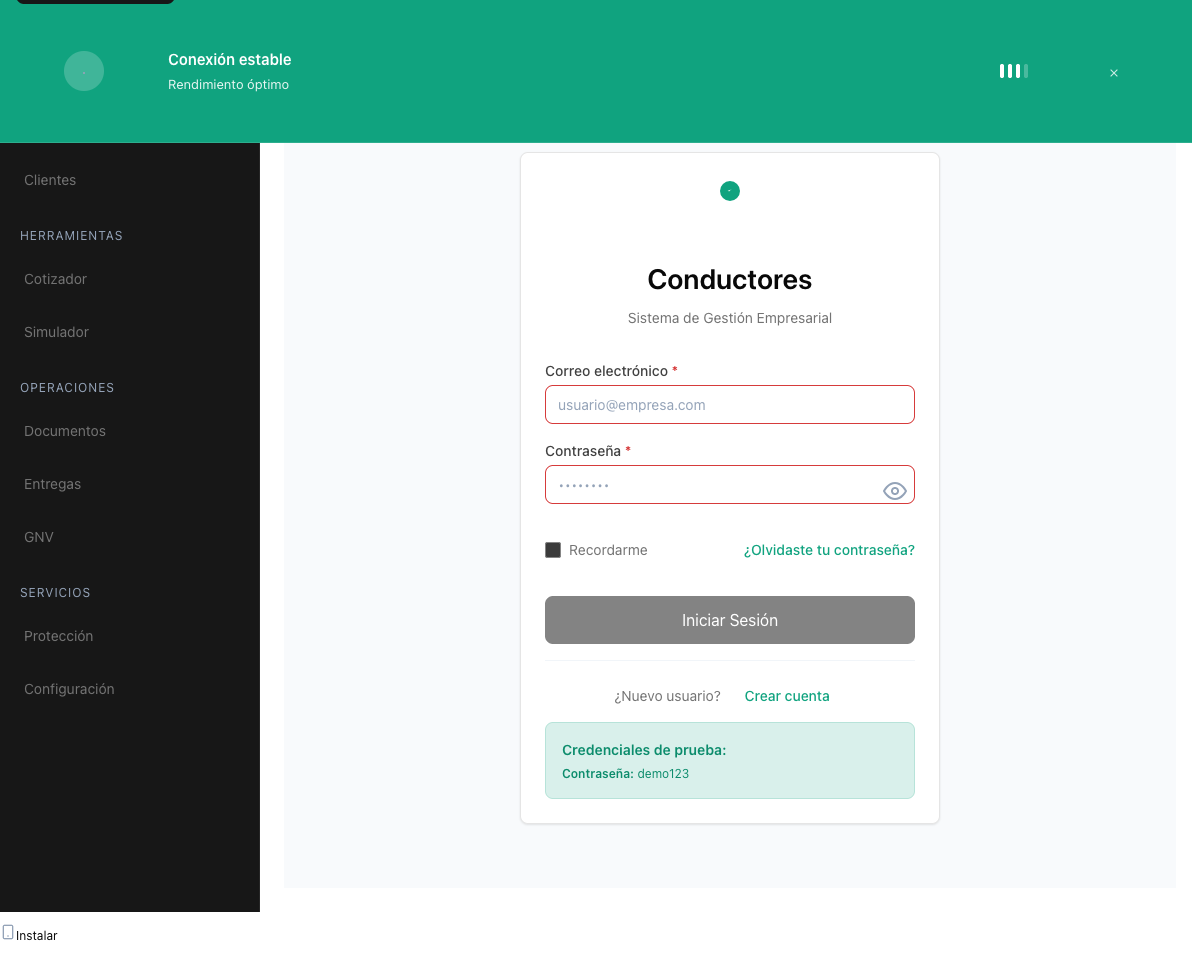 Conexión estable
Rendimiento óptimo
×
Clientes
HERRAMIENTAS
Cotizador
Simulador
OPERACIONES
Documentos
Entregas
GNV
SERVICIOS
Protección
Configuración
Conductores
Sistema de Gestión Empresarial
Correo electrónico *
usuario@empresa.com
Contraseña *
••••••••
Recordarme
¿Olvidaste tu contraseña?
Iniciar Sesión
¿Nuevo usuario? Crear cuenta
Credenciales de prueba:
Contraseña: demo123
Instalar